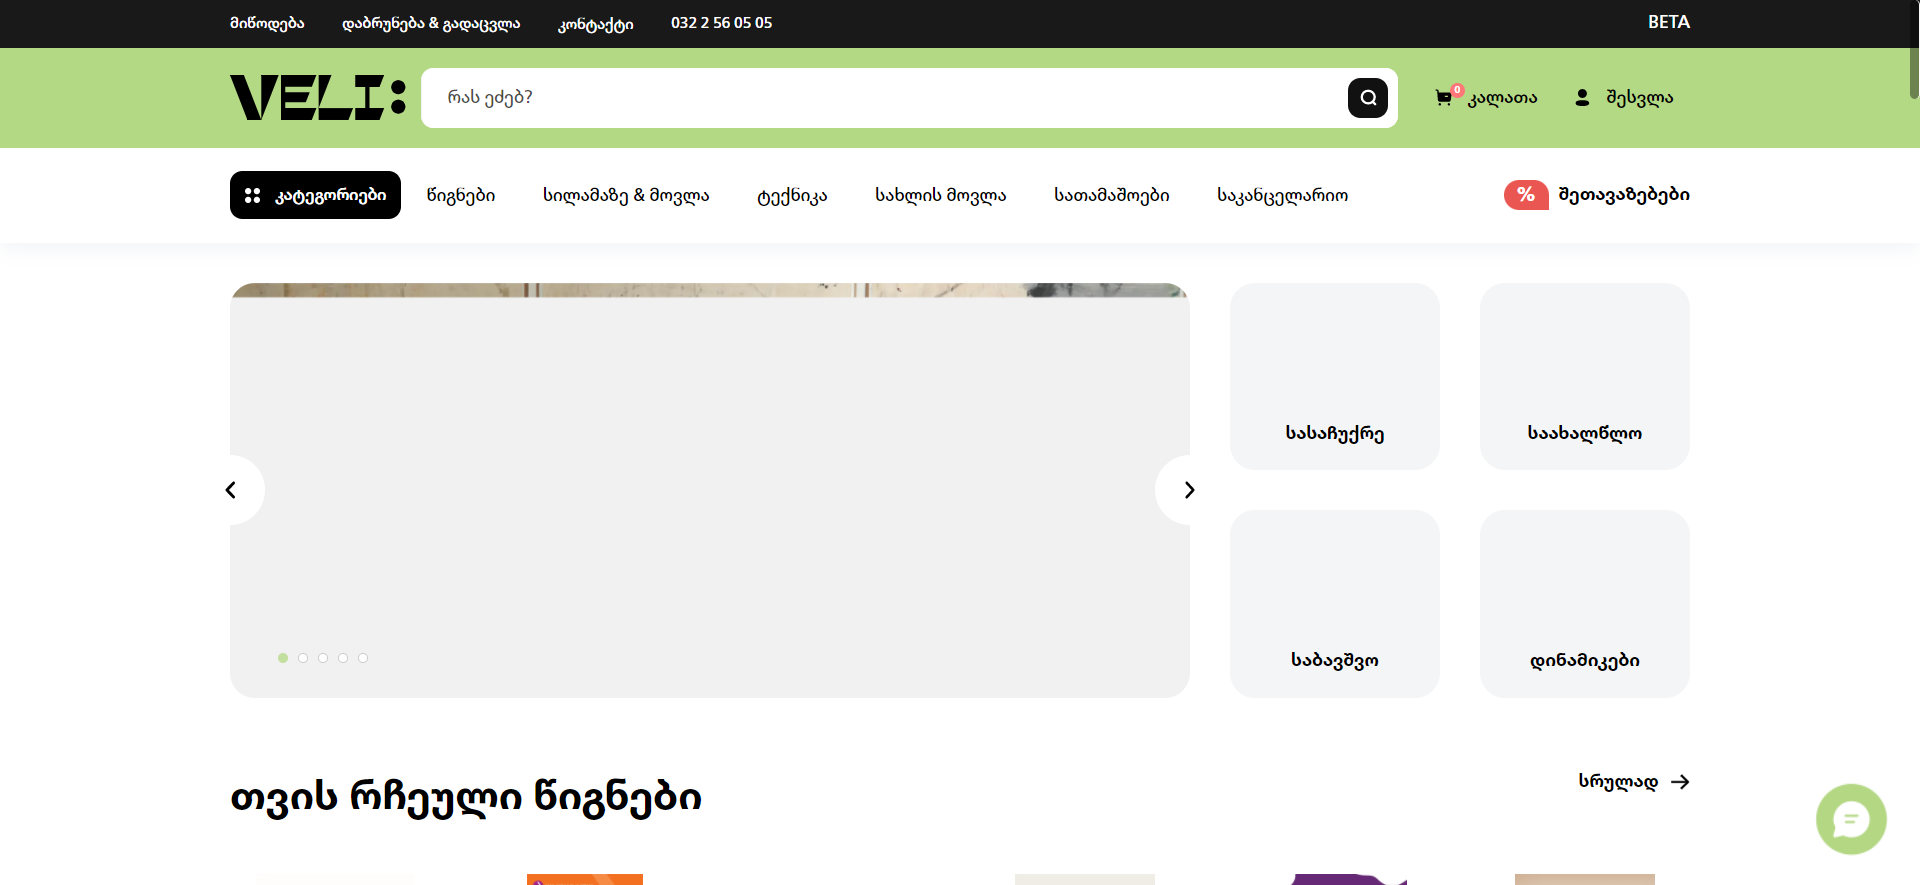 მიწოდება
დაბრუნება & გადაცვლა
კონტაქტი
032 2 56 05 05
BETA
VELI:
რას ეძებ?
0
კალათა
შესვლა
კატეგორიები
წიგნები
სილამაზე & მოვლა
ტექნიკა
სახლის მოვლა
სათამაშოები
საკანცელარიო
%
შეთავაზებები
სასაჩუქრე
საახალწლო
საბავშვო
დინამიკები
თვის რჩეული წიგნები
სრულად